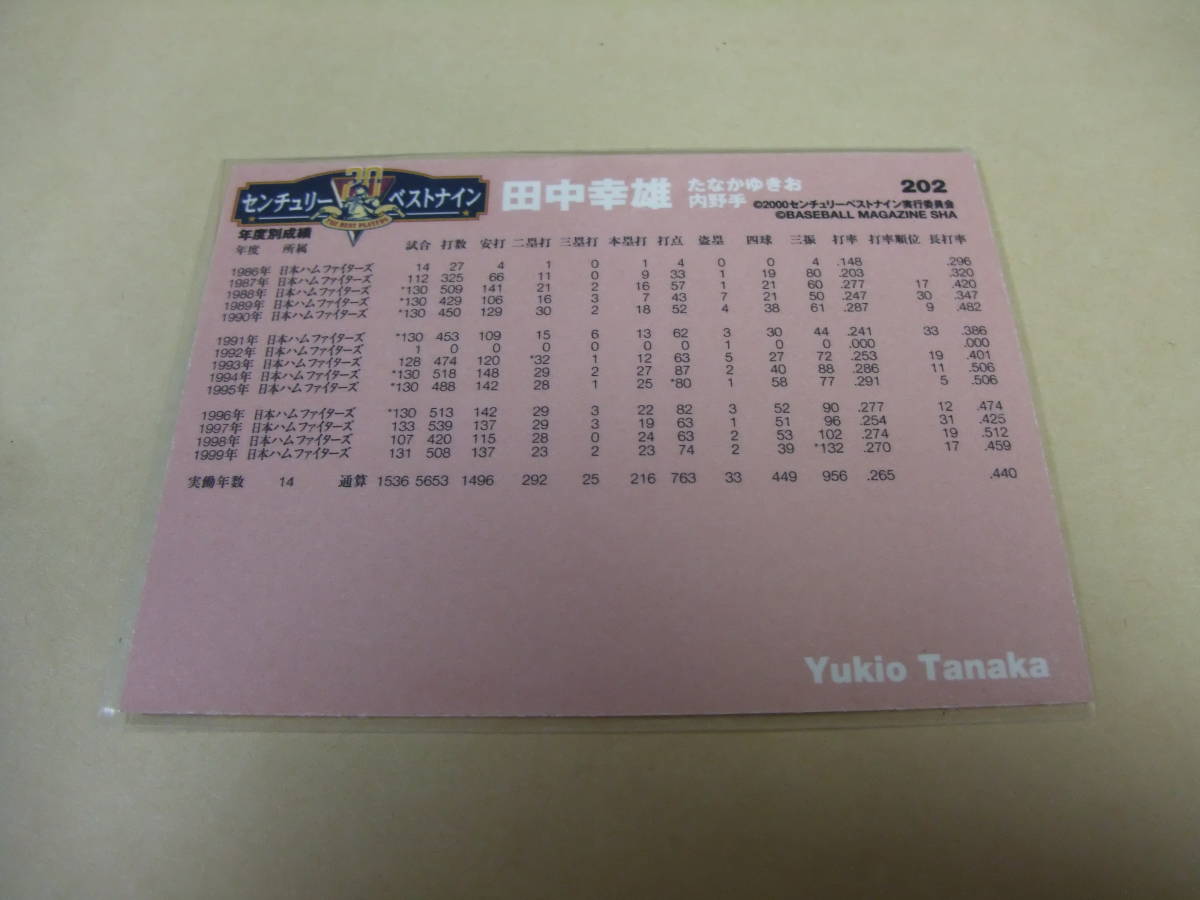 20
センチュリー ベストナイン
THE BEST PLAYERS
田中幸雄 たなかゆきお 内野手
202
©2000センチュリーベストナイン実行委員会
©BASEBALL MAGAZINE SHA
年度別成績
年度 所属 試合 打数 安打 二塁打 三塁打 本塁打 打点 盗塁 四球 三振 打率 打率順位 長打率
1986年 日本ハムファイターズ 14 27 4 1 0 1 4 0 0 4 .148 .296
1987年 日本ハムファイターズ 112 325 66 11 0 9 33 1 19 80 .203 .320
1988年 日本ハムファイターズ *130 509 141 21 2 16 57 1 21 60 .277 17 .420
1989年 日本ハムファイターズ *130 429 106 16 3 7 43 7 21 50 .247 30 .347
1990年 日本ハムファイターズ *130 450 129 30 2 18 52 4 38 61 .287 9 .482
1991年 日本ハムファイターズ *130 453 109 15 6 13 62 3 30 44 .241 33 .386
1992年 日本ハムファイターズ 1 0 0 0 0 0 0 1 0 0 .000 .000
1993年 日本ハムファイターズ 128 474 120 *32 1 12 63 5 27 72 .253 19 .401
1994年 日本ハムファイターズ *130 518 148 29 2 27 87 2 40 88 .286 11 .506
1995年 日本ハムファイターズ *130 488 142 28 1 25 *80 1 58 77 .291 5 .506
1996年 日本ハムファイターズ *130 513 142 29 3 22 82 3 52 90 .277 12 .474
1997年 日本ハムファイターズ 133 539 137 29 3 19 63 1 51 96 .254 31 .425
1998年 日本ハムファイターズ 107 420 115 28 0 24 63 2 53 102 .274 19 .512
1999年 日本ハムファイターズ 131 508 137 23 2 23 74 2 39 *132 .270 17 .459
実働年数 14 通算 1536 5653 1496 292 25 216 763 33 449 956 .265 .440
Yukio Tanaka